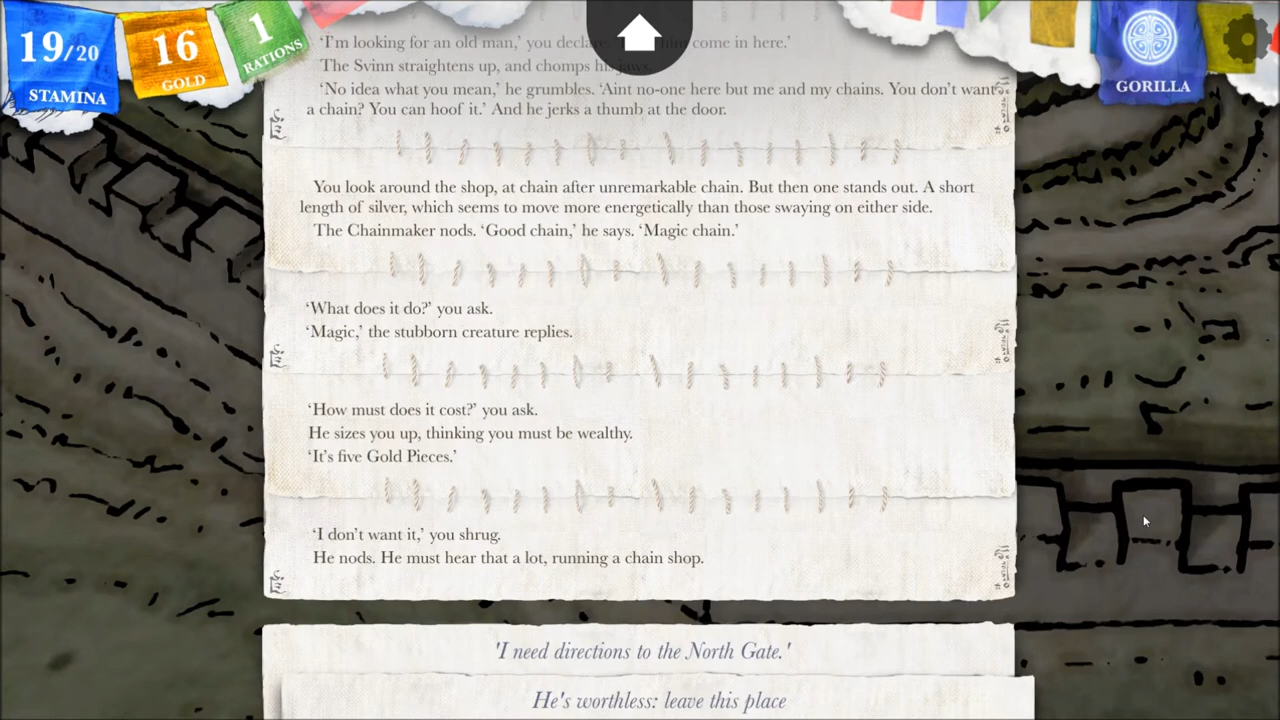 19/20
STAMINA
16
GOLD
1
RATIONS
GORILLA
'I'm looking for an old man,' you come in here.'
The Svinn straightens up, and chomps his jaws.
'No idea what you mean,' he grumbles. 'Aint no-one here but me and my chains. You don't want
a chain? You can hoof it.' And he jerks a thumb at the door.
You look around the shop, at chain after unremarkable chain. But then one stands out. A short
length of silver, which seems to move more energetically than those swaying on either side.
The Chainmaker nods. 'Good chain,' he says. 'Magic chain.'
'What does it do?' you ask.
'Magic,' the stubborn creature replies.
'How must does it cost?' you ask.
He sizes you up, thinking you must be wealthy.
'It's five Gold Pieces.'
'I don't want it,' you shrug.
He nods. He must hear that a lot, running a chain shop.
'I need directions to the North Gate.'
He's worthless: leave this place